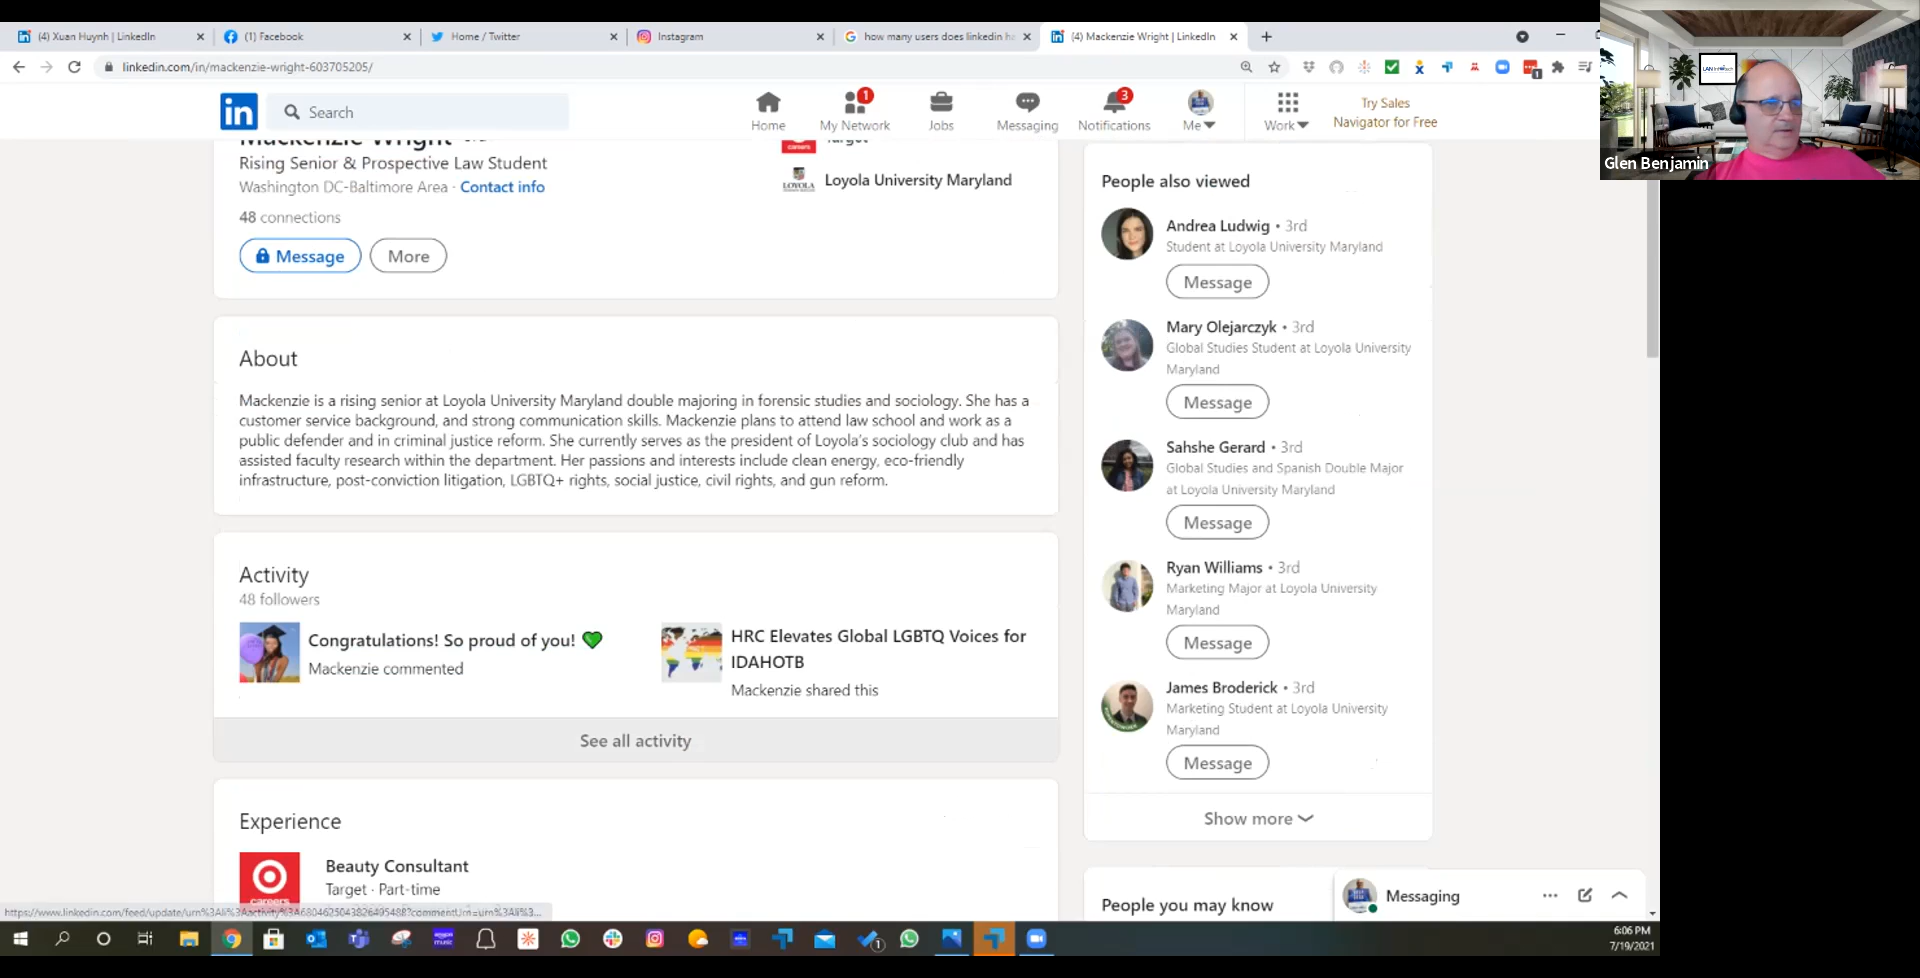 (4) Xuan Huynh | LinkedIn
(1) Facebook
Home / Twitter
Instagram
how many users does linkedin ha
(4) Mackenzie Wright | LinkedIn
linkedin.com/in/mackenzie-wright-603705205/
in
Search
Home
1
My Network
Jobs
Messaging
3
Notifications
Me
Work
Try Sales
Navigator for Free
Glen Benjamin
Mackenzie Wright
Rising Senior & Prospective Law Student
Washington DC-Baltimore Area · Contact info
48 connections
Message
More
careers
Target
LOYOLA
Loyola University Maryland
About
Mackenzie is a rising senior at Loyola University Maryland double majoring in forensic studies and sociology. She has a
customer service background, and strong communication skills. Mackenzie plans to attend law school and work as a
public defender and in criminal justice reform. She currently serves as the president of Loyola's sociology club and has
assisted faculty research within the department. Her passions and interests include clean energy, eco-friendly
infrastructure, post-conviction litigation, LGBTQ+ rights, social justice, civil rights, and gun reform.
Activity
48 followers
Congratulations! So proud of you! 💚
Mackenzie commented
HRC Elevates Global LGBTQ Voices for
IDAHOTB
Mackenzie shared this
See all activity
Experience
Beauty Consultant
Target · Part-time
careers
People also viewed
Andrea Ludwig • 3rd
Student at Loyola University Maryland
Message
Mary Olejarczyk • 3rd
Global Studies Student at Loyola University
Maryland
Message
Sahshe Gerard • 3rd
Global Studies and Spanish Double Major
at Loyola University Maryland
Message
Ryan Williams • 3rd
Marketing Major at Loyola University
Maryland
Message
James Broderick • 3rd
Marketing Student at Loyola University
Maryland
Message
Show more
People you may know
Messaging
6:06 PM
7/19/2021